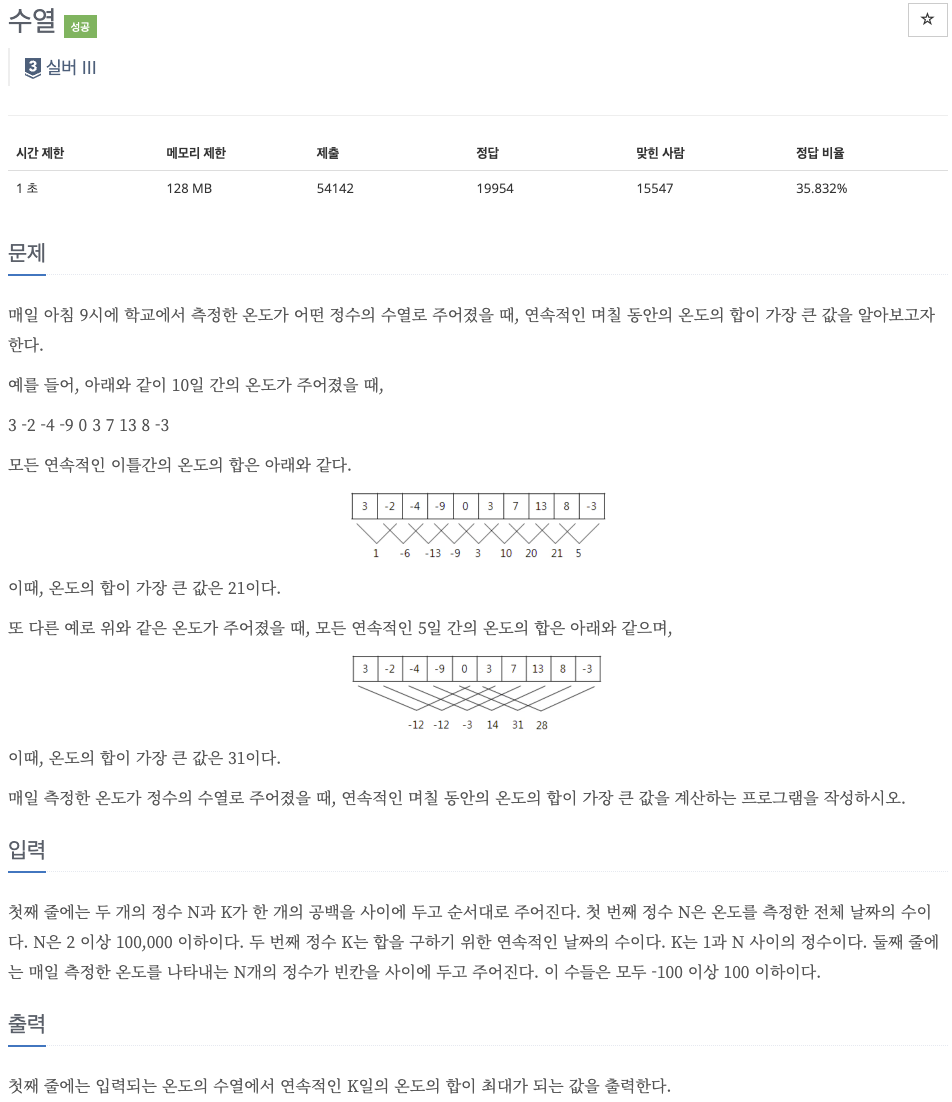 수열 성공
☆
3 실버 III
시간 제한 메모리 제한 제출 정답 맞힌 사람 정답 비율
1 초 128 MB 54142 19954 15547 35.832%
문제
매일 아침 9시에 학교에서 측정한 온도가 어떤 정수의 수열로 주어졌을 때, 연속적인 며칠 동안의 온도의 합이 가장 큰 값을 알아보고자
한다.
예를 들어, 아래와 같이 10일 간의 온도가 주어졌을 때,
3 -2 -4 -9 0 3 7 13 8 -3
모든 연속적인 이틀간의 온도의 합은 아래와 같다.
3 -2 -4 -9 0 3 7 13 8 -3
1 -6 -13 -9 3 10 20 21 5
이때, 온도의 합이 가장 큰 값은 21이다.
또 다른 예로 위와 같은 온도가 주어졌을 때, 모든 연속적인 5일 간의 온도의 합은 아래와 같으며,
3 -2 -4 -9 0 3 7 13 8 -3
-12 -12 -3 14 31 28
이때, 온도의 합이 가장 큰 값은 31이다.
매일 측정한 온도가 정수의 수열로 주어졌을 때, 연속적인 며칠 동안의 온도의 합이 가장 큰 값을 계산하는 프로그램을 작성하시오.
입력
첫째 줄에는 두 개의 정수 N과 K가 한 개의 공백을 사이에 두고 순서대로 주어진다. 첫 번째 정수 N은 온도를 측정한 전체 날짜의 수이
다. N은 2 이상 100,000 이하이다. 두 번째 정수 K는 합을 구하기 위한 연속적인 날짜의 수이다. K는 1과 N 사이의 정수이다. 둘째 줄에
는 매일 측정한 온도를 나타내는 N개의 정수가 빈칸을 사이에 두고 주어진다. 이 수들은 모두 -100 이상 100 이하이다.
출력
첫째 줄에는 입력되는 온도의 수열에서 연속적인 K일의 온도의 합이 최대가 되는 값을 출력한다.